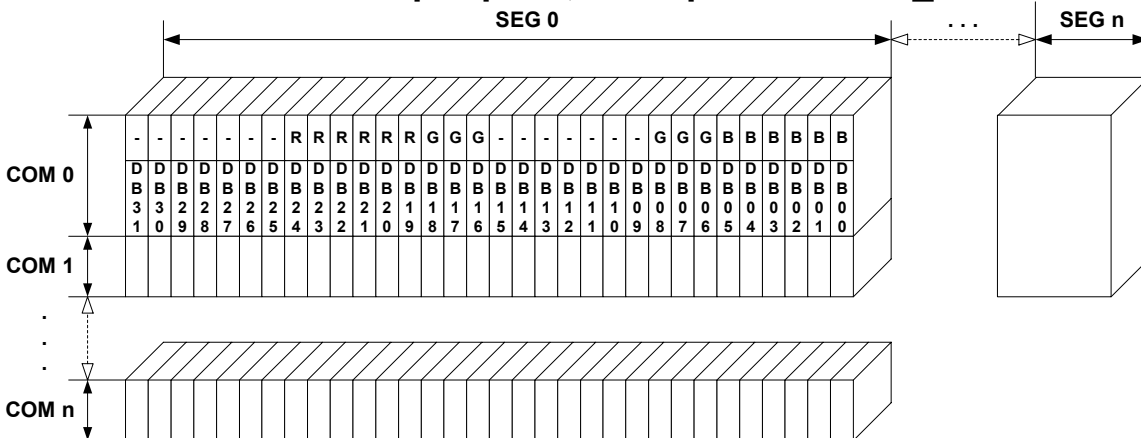 SEG 0
. . .
SEG n
- - - - - - - R R R R R R G G G - - - - - - - G G G B B B B B B
COM 0
DB31 DB30 DB29 DB28 DB27 DB26 DB25 DB24 DB23 DB22 DB21 DB20 DB19 DB18 DB17 DB16 DB15 DB14 DB13 DB12 DB11 DB10 DB09 DB08 DB07 DB06 DB05 DB04 DB03 DB02 DB01 DB00
COM 1
. . .
COM n